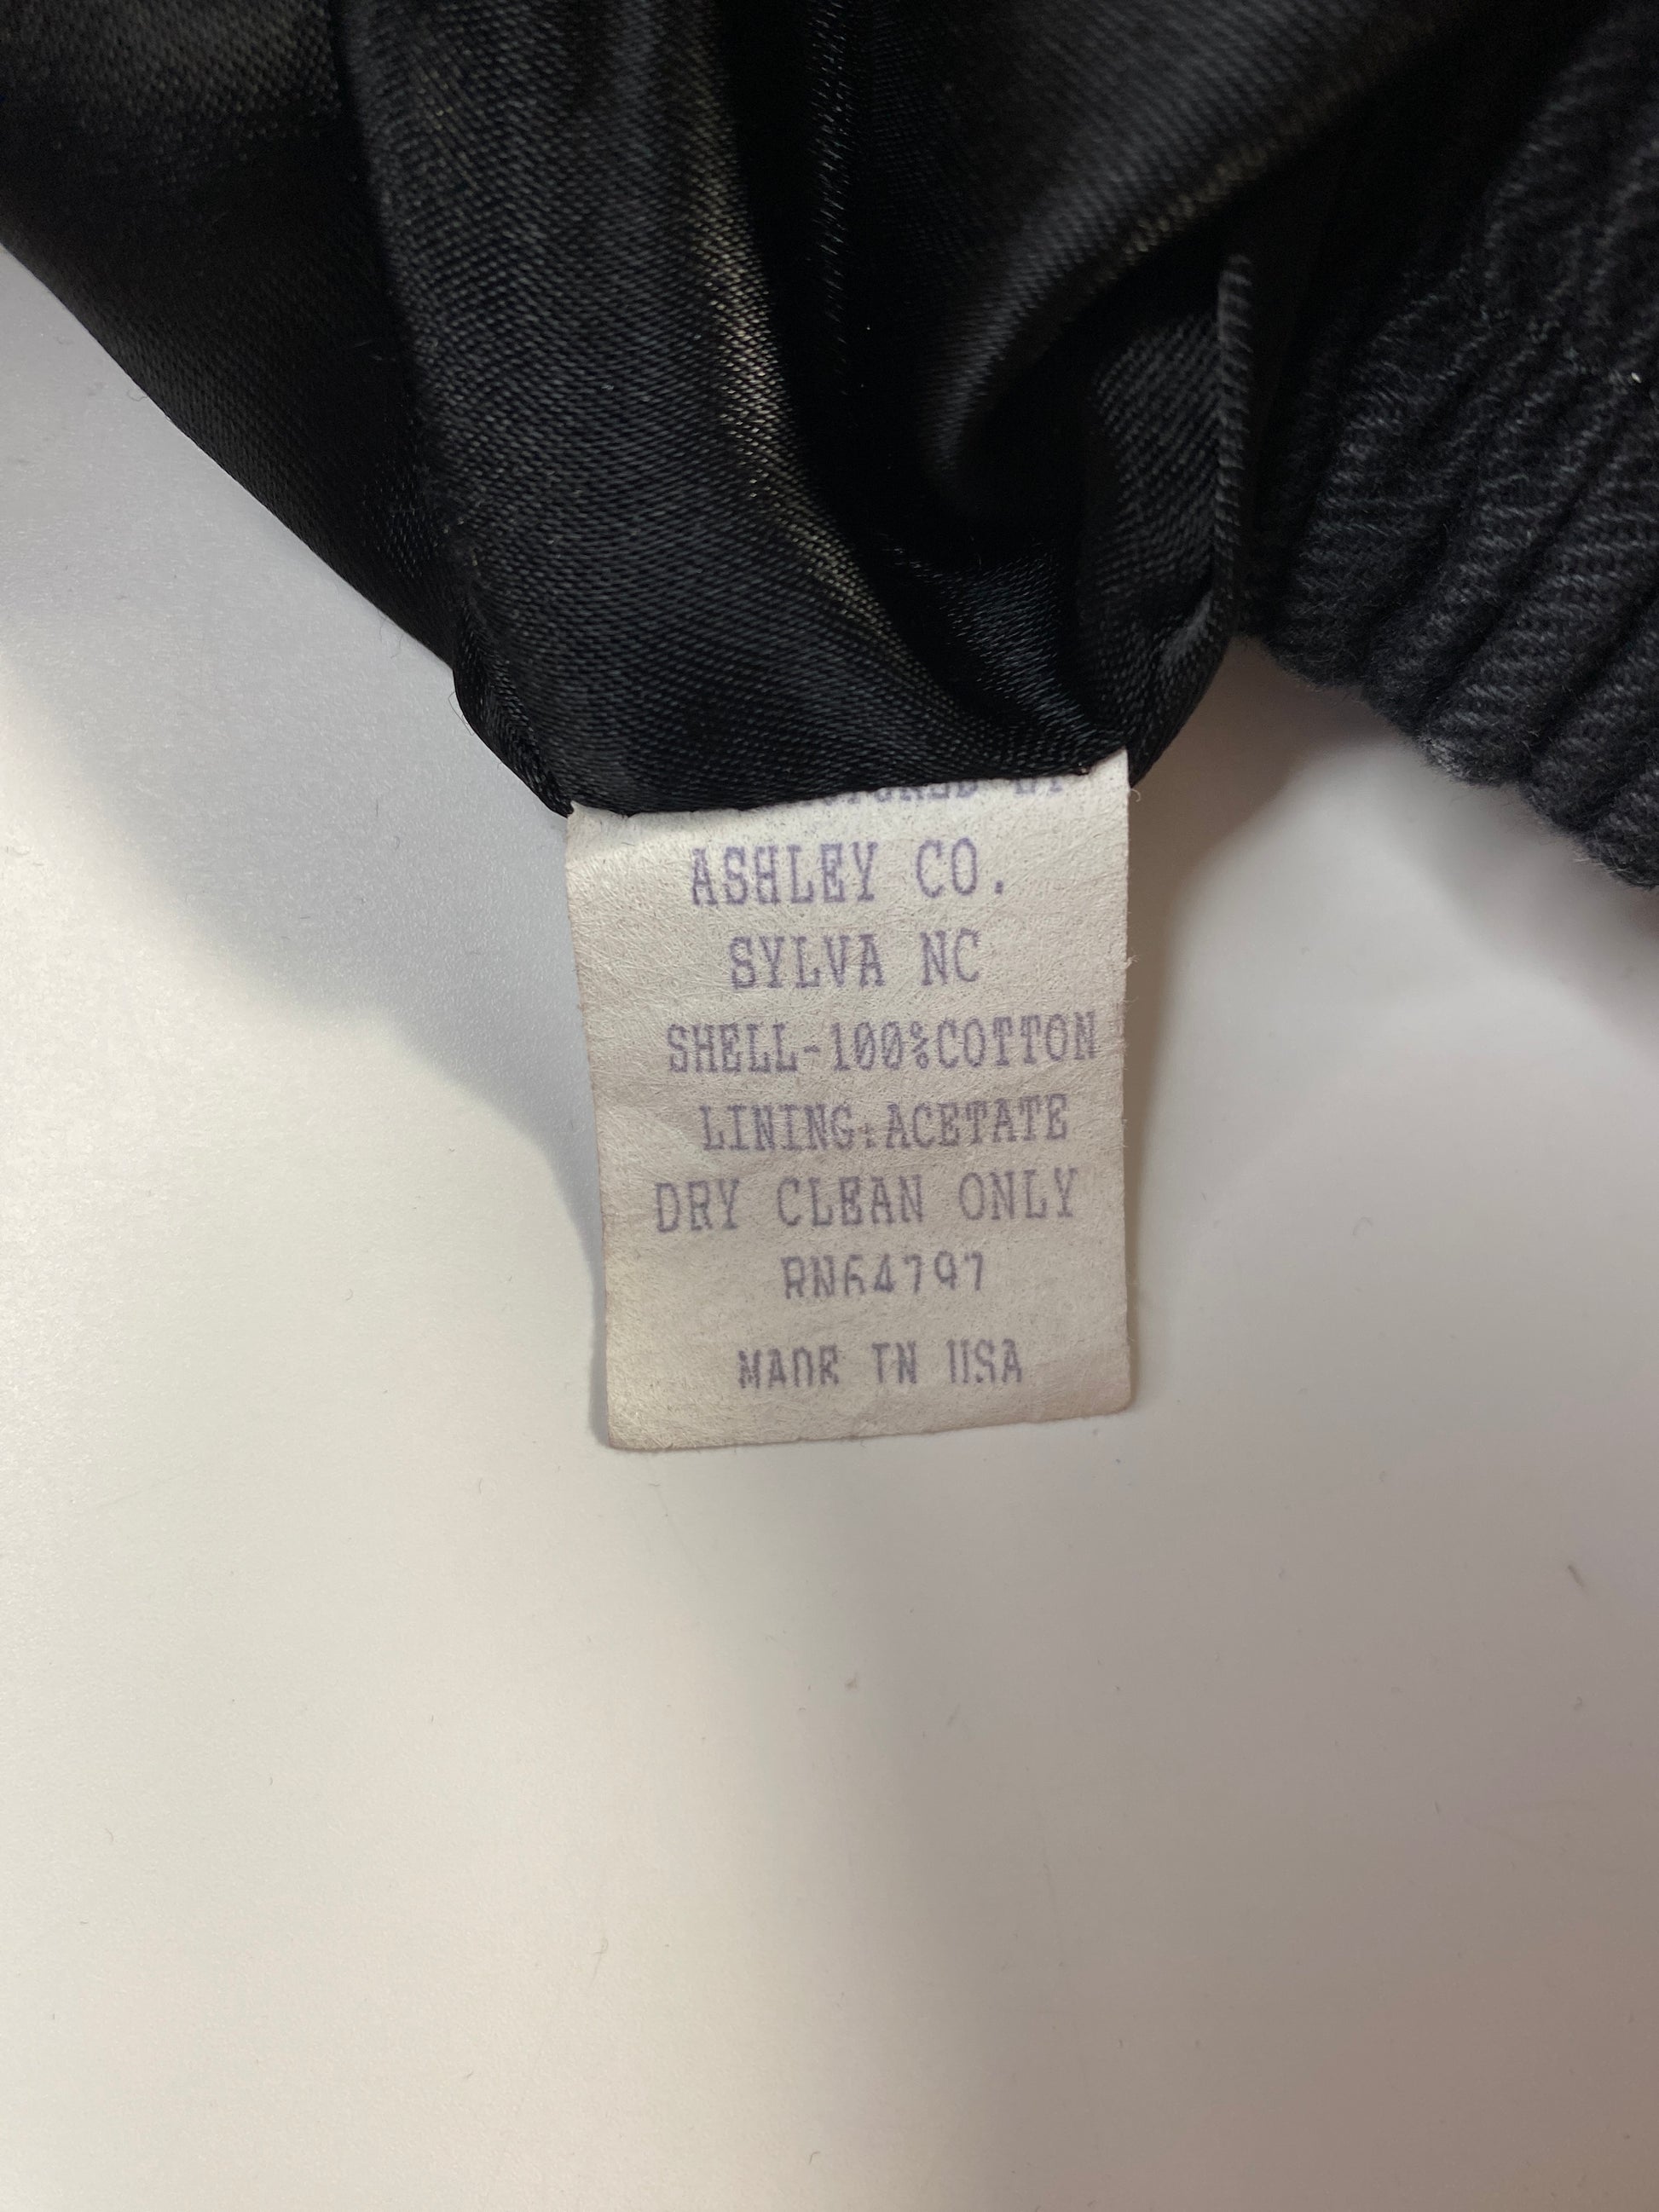 ASHLEY CO.
SYLVA NC
SHELL-100%COTTON
LINING:ACETATE
DRY CLEAN ONLY
RN64797
MADE IN USA